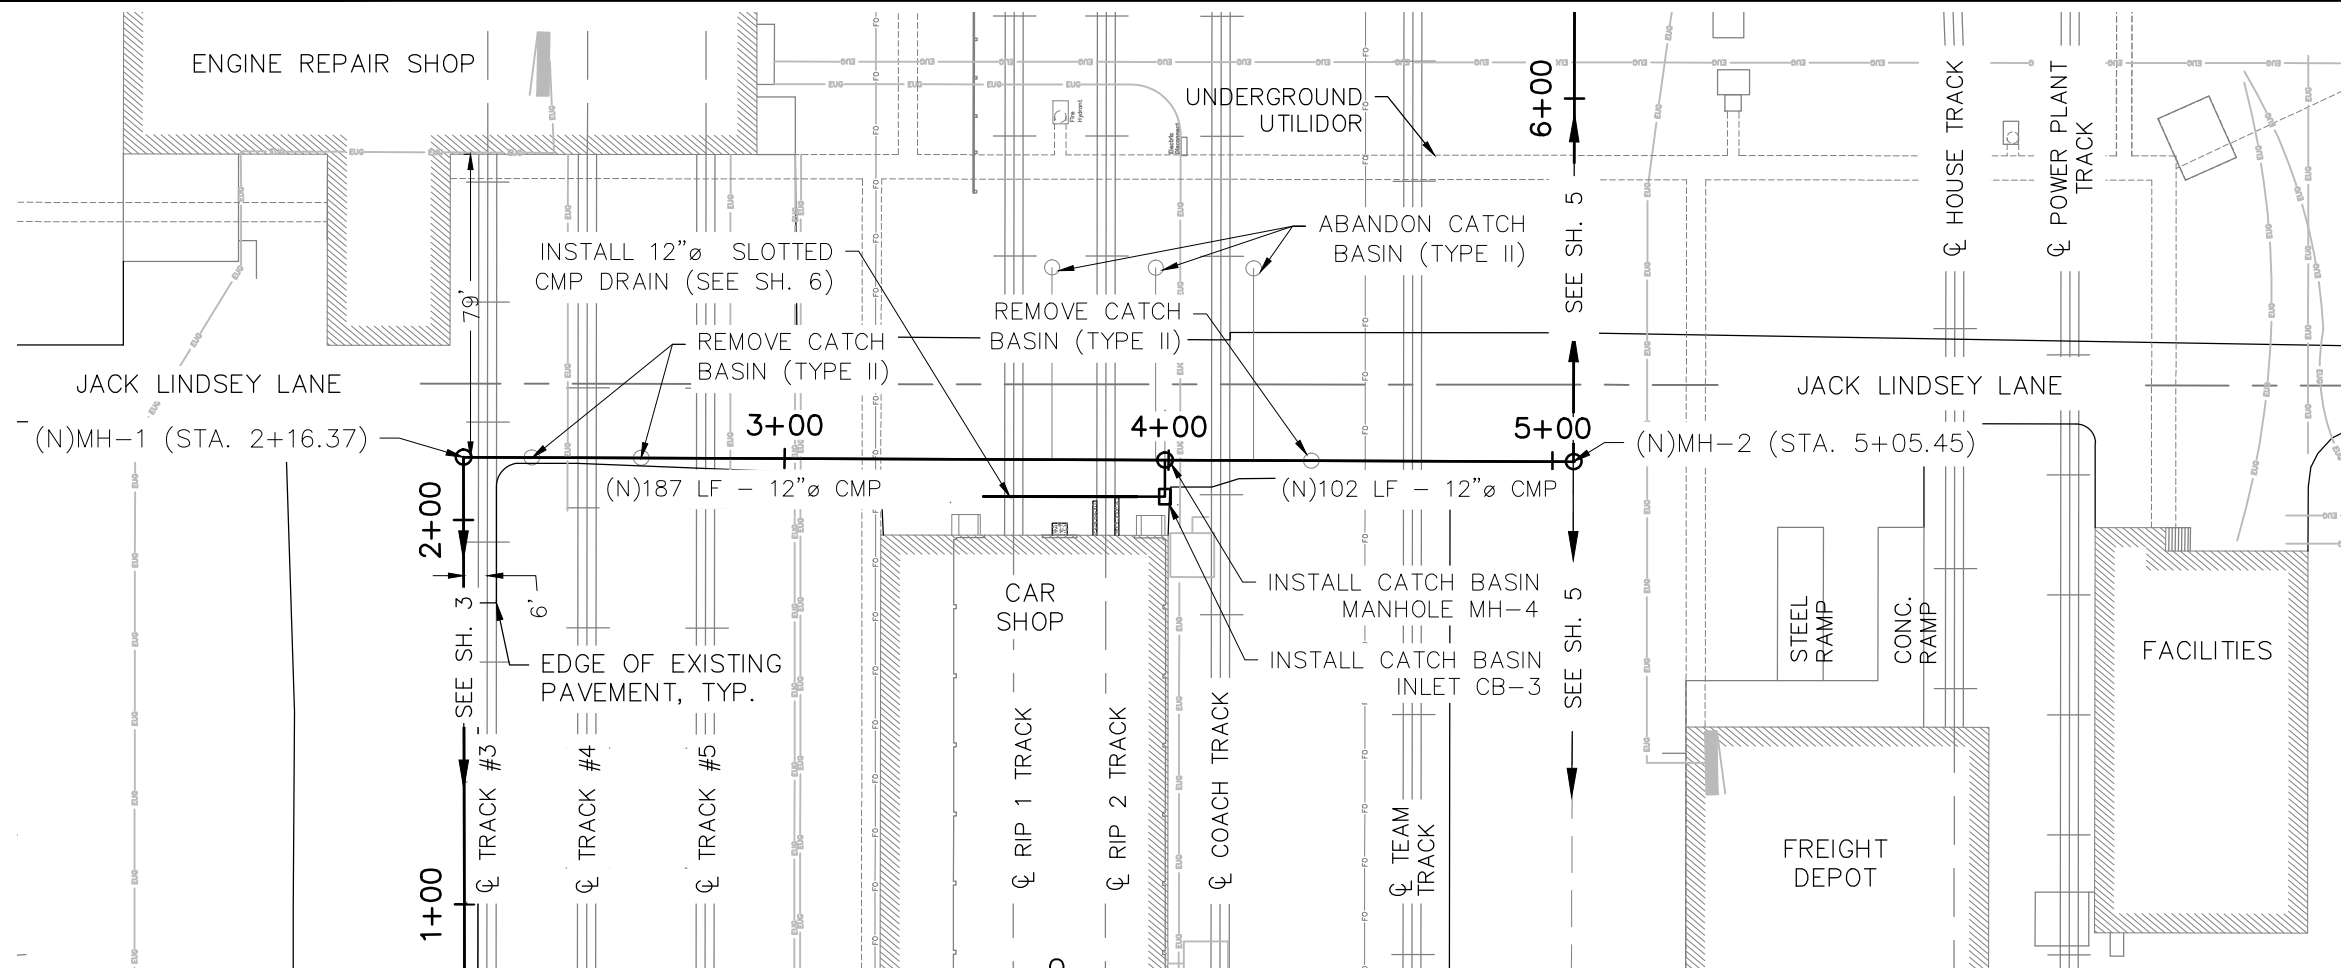 ENGINE REPAIR SHOP
UNDERGROUND
UTILIDOR
Fire
Hydrant
Electric
Disconnect
6+00
SEE SH. 5
℄ HOUSE TRACK
℄ POWER PLANT
TRACK
INSTALL 12"ø SLOTTED
CMP DRAIN (SEE SH. 6)
ABANDON CATCH
BASIN (TYPE II)
79'
REMOVE CATCH
BASIN (TYPE II)
REMOVE CATCH
BASIN (TYPE II)
JACK LINDSEY LANE
JACK LINDSEY LANE
(N)MH-1 (STA. 2+16.37)
3+00
4+00
5+00
(N)MH-2 (STA. 5+05.45)
(N)187 LF - 12"ø CMP
(N)102 LF - 12"ø CMP
2+00
SEE SH. 3
6'
EDGE OF EXISTING
PAVEMENT, TYP.
CAR
SHOP
INSTALL CATCH BASIN
MANHOLE MH-4
INSTALL CATCH BASIN
INLET CB-3
SEE SH. 5
STEEL
RAMP
CONC.
RAMP
FACILITIES
1+00
℄ TRACK #3
℄ TRACK #4
℄ TRACK #5
℄ RIP 1 TRACK
℄ RIP 2 TRACK
℄ COACH TRACK
℄ TEAM
TRACK
FREIGHT
DEPOT
EUG
FO